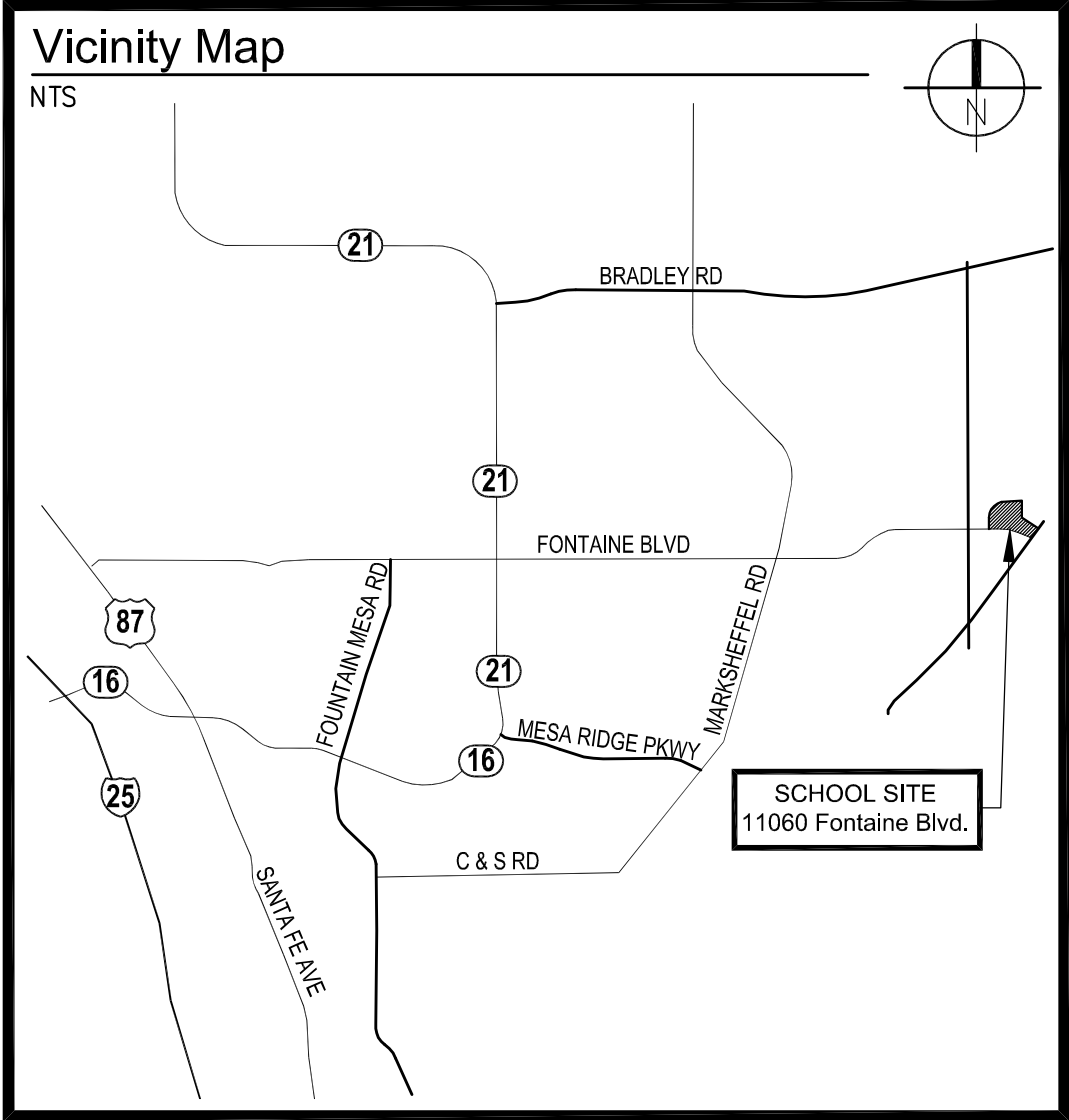 Vicinity Map
NTS
N
21
BRADLEY RD
21
FONTAINE BLVD
87
FOUNTAIN MESA RD
MARKSHEFFEL RD
16
21
MESA RIDGE PKWY
16
25
SCHOOL SITE
11060 Fontaine Blvd.
C & S RD
SANTA FE AVE